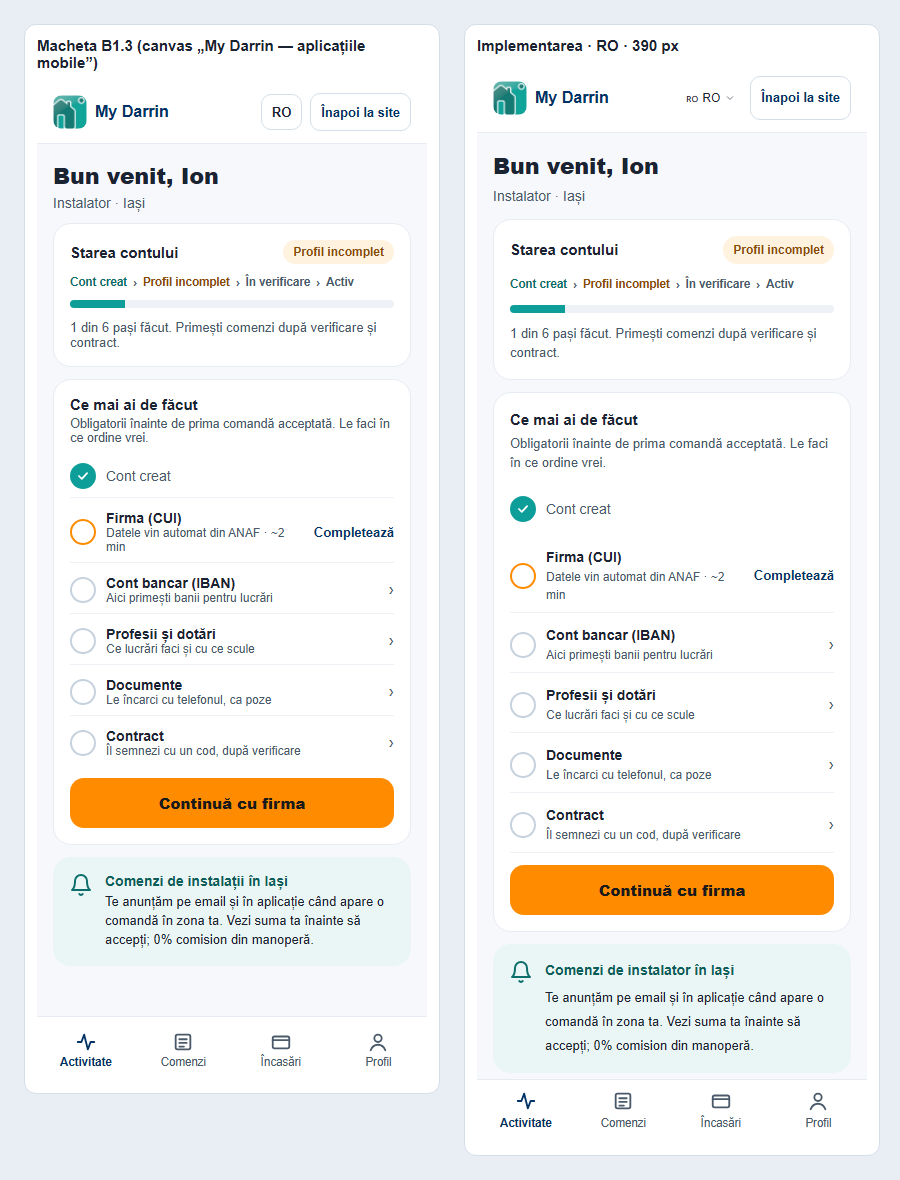 Macheta B1.3 (canvas „My Darrin — aplicațiile
mobile”)
My Darrin
RO
Înapoi la site
Bun venit, Ion
Instalator · Iași
Starea contului
Profil incomplet
Cont creat › Profil incomplet › În verificare › Activ
1 din 6 pași făcut. Primești comenzi după verificare și
contract.
Ce mai ai de făcut
Obligatorii înainte de prima comandă acceptată. Le faci în
ce ordine vrei.
Cont creat
Firma (CUI)
Datele vin automat din ANAF · ~2
min
Completează
Cont bancar (IBAN)
Aici primești banii pentru lucrări
›
Profesii și dotări
Ce lucrări faci și cu ce scule
›
Documente
Le încarci cu telefonul, ca poze
›
Contract
Îl semnezi cu un cod, după verificare
›
Continuă cu firma
Comenzi de instalații în Iași
Te anunțăm pe email și în aplicație când apare o
comandă în zona ta. Vezi suma ta înainte să
accepți; 0% comision din manoperă.
Activitate
Comenzi
Încasări
Profil
Implementarea · RO · 390 px
My Darrin
RO RO
Înapoi la site
Bun venit, Ion
Instalator · Iași
Starea contului
Profil incomplet
Cont creat › Profil incomplet › În verificare › Activ
1 din 6 pași făcut. Primești comenzi după verificare și
contract.
Ce mai ai de făcut
Obligatorii înainte de prima comandă acceptată. Le faci
în ce ordine vrei.
Cont creat
Firma (CUI)
Datele vin automat din ANAF · ~2
min
Completează
Cont bancar (IBAN)
Aici primești banii pentru lucrări
›
Profesii și dotări
Ce lucrări faci și cu ce scule
›
Documente
Le încarci cu telefonul, ca poze
›
Contract
Îl semnezi cu un cod, după verificare
›
Continuă cu firma
Comenzi de instalator în Iași
Te anunțăm pe email și în aplicație când apare o
comandă în zona ta. Vezi suma ta înainte să
accepți; 0% comision din manoperă.
Activitate
Comenzi
Încasări
Profil